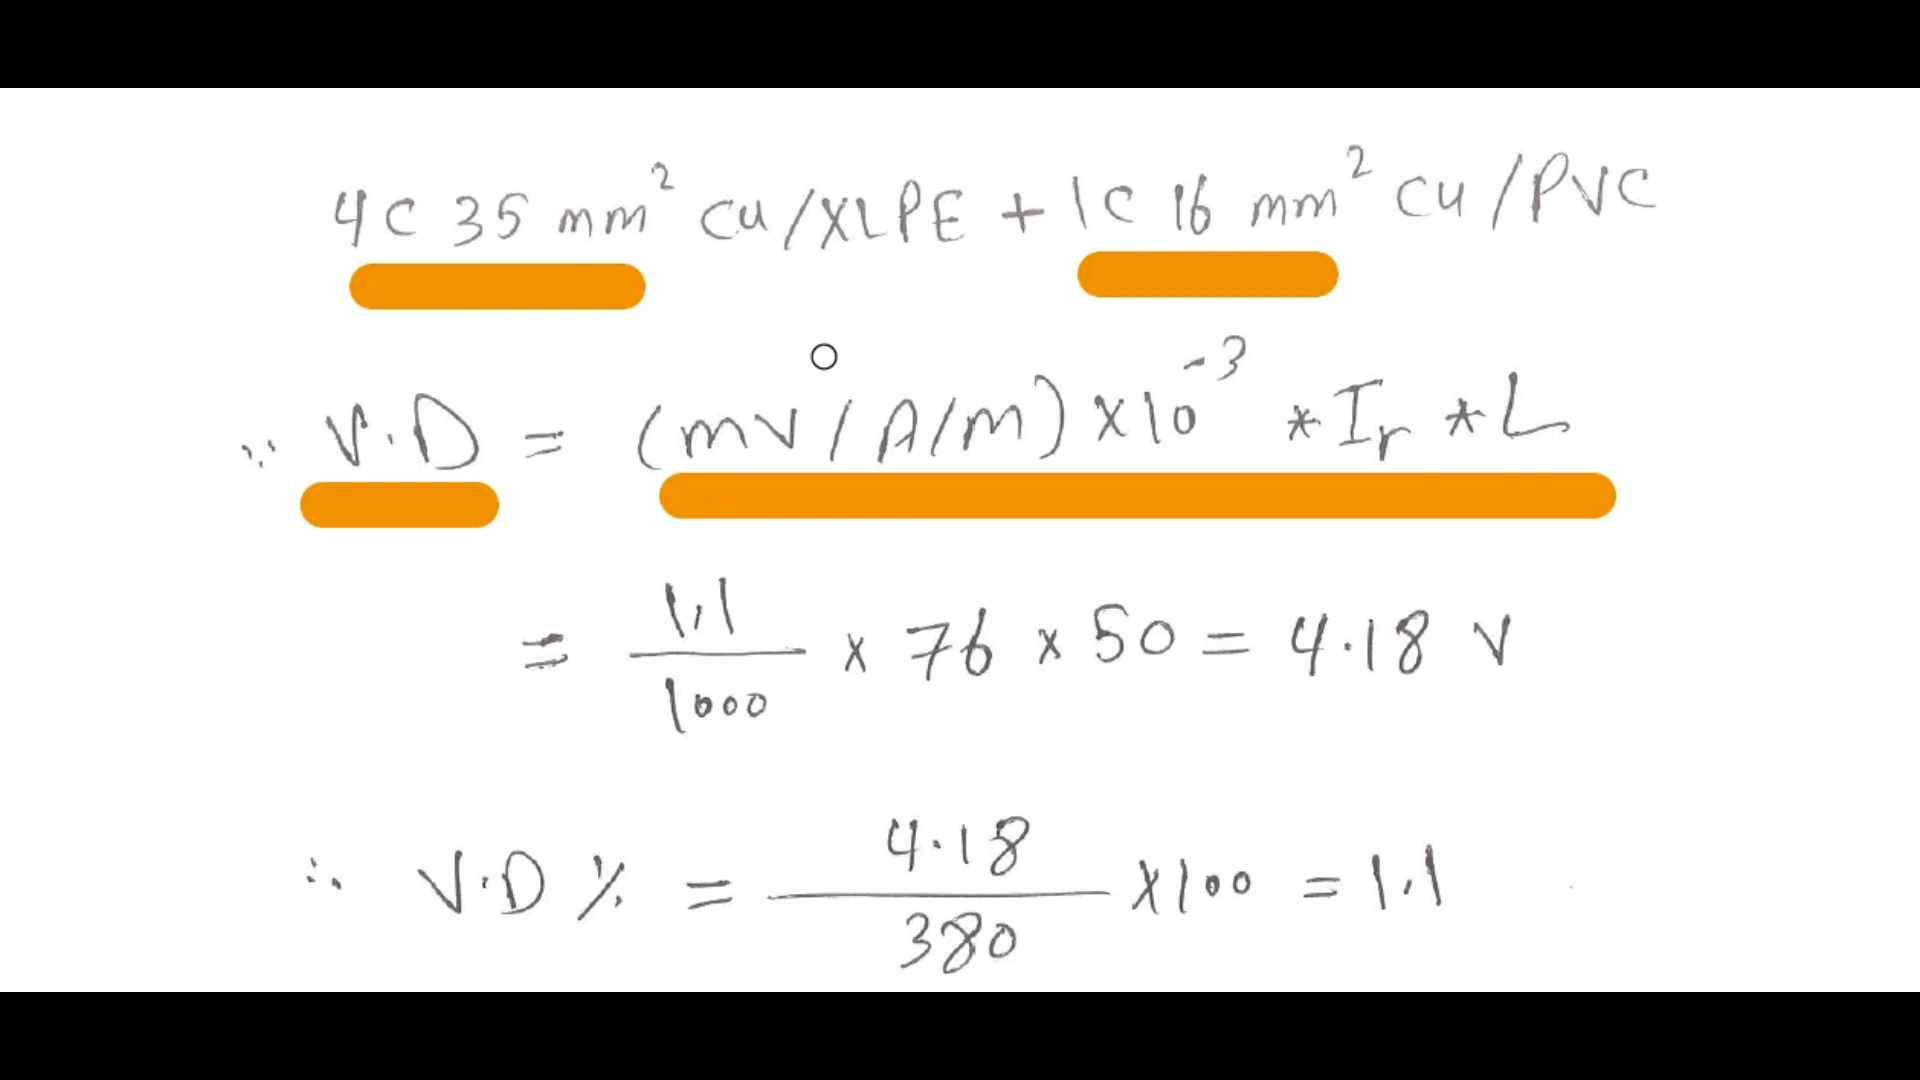 4C 35 mm² Cu/XLPE + 1C 16 mm² Cu/PVC
∵ V.D = (mV/A/M) x10⁻³ * Ir * L
= 1.1/1000 x 76 x 50 = 4.18 V
∴ V.D % = 4.18/380 x100 = 1.1